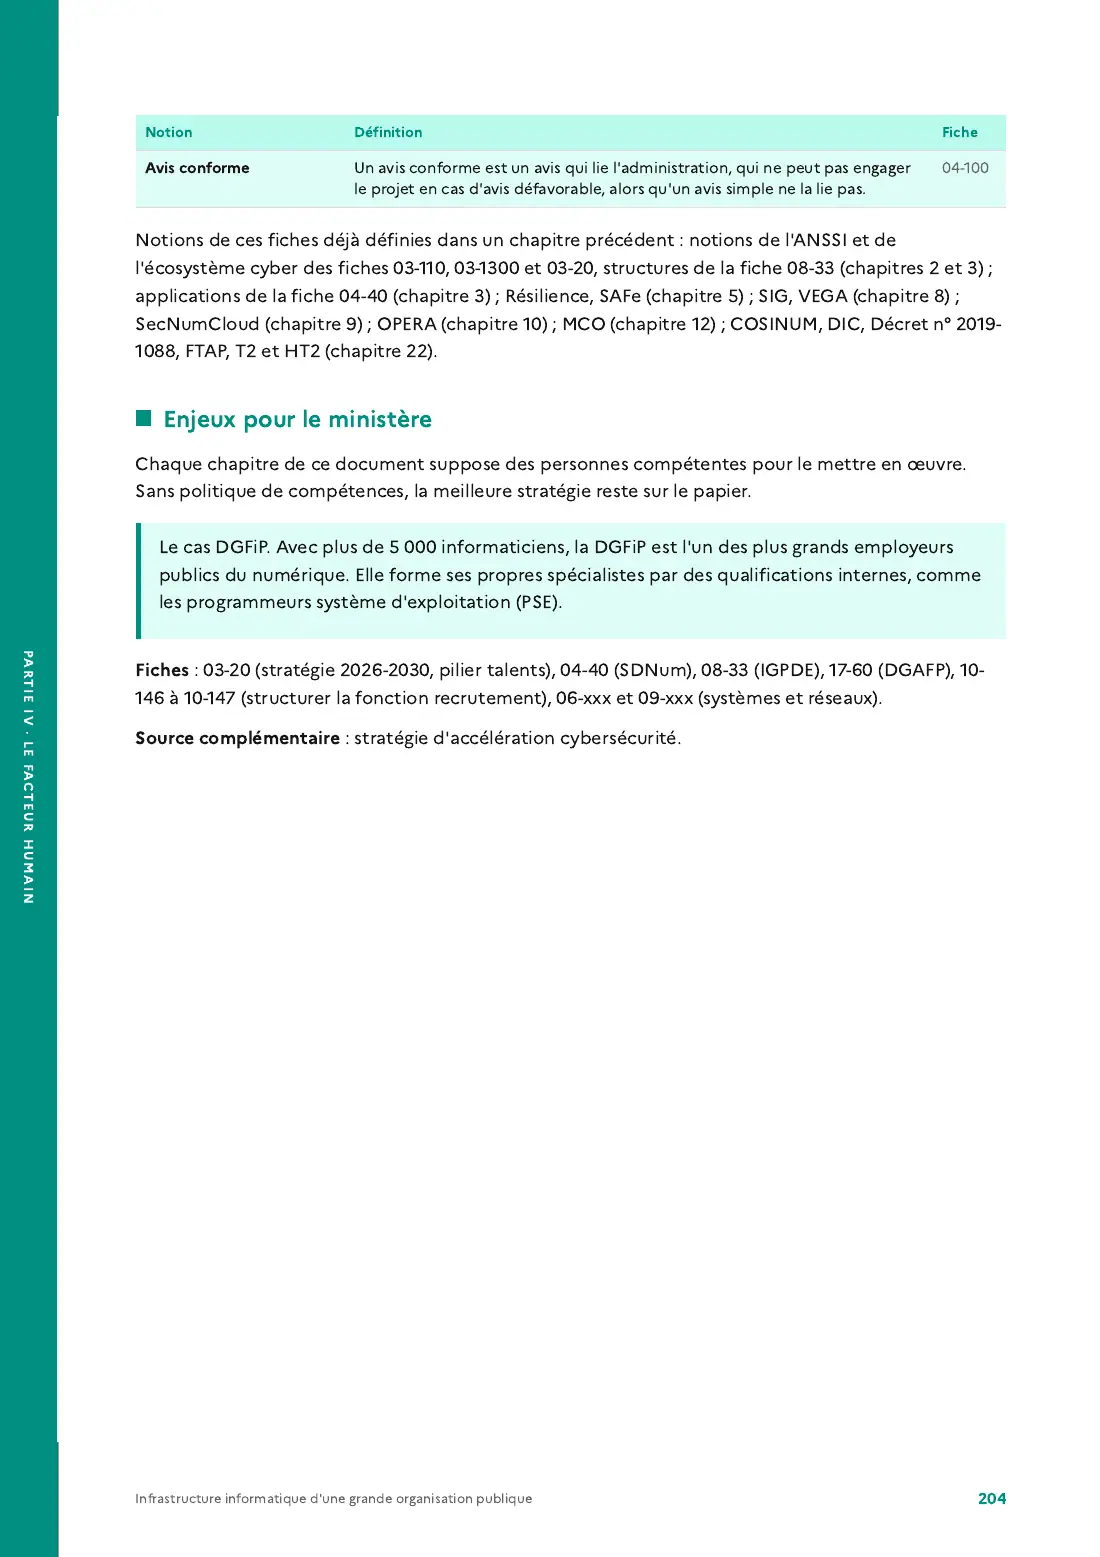 Notion Définition Fiche
Avis conforme Un avis conforme est un avis qui lie l'administration, qui ne peut pas engager 04-100
le projet en cas d'avis défavorable, alors qu'un avis simple ne la lie pas.
Notions de ces fiches déjà définies dans un chapitre précédent : notions de l'ANSSI et de
l'écosystème cyber des fiches 03-110, 03-1300 et 03-20, structures de la fiche 08-33 (chapitres 2 et 3) ;
applications de la fiche 04-40 (chapitre 3) ; Résilience, SAFe (chapitre 5) ; SIG, VEGA (chapitre 8) ;
SecNumCloud (chapitre 9) ; OPERA (chapitre 10) ; MCO (chapitre 12) ; COSINUM, DIC, Décret n° 2019-
1088, FTAP, T2 et HT2 (chapitre 22).
Enjeux pour le ministère
Chaque chapitre de ce document suppose des personnes compétentes pour le mettre en œuvre.
Sans politique de compétences, la meilleure stratégie reste sur le papier.
Le cas DGFiP. Avec plus de 5 000 informaticiens, la DGFiP est l'un des plus grands employeurs
publics du numérique. Elle forme ses propres spécialistes par des qualifications internes, comme
les programmeurs système d'exploitation (PSE).
Fiches : 03-20 (stratégie 2026-2030, pilier talents), 04-40 (SDNum), 08-33 (IGPDE), 17-60 (DGAFP), 10-
146 à 10-147 (structurer la fonction recrutement), 06-xxx et 09-xxx (systèmes et réseaux).
Source complémentaire : stratégie d'accélération cybersécurité.
PARTIE IV · LE FACTEUR HUMAIN
Infrastructure informatique d'une grande organisation publique 204